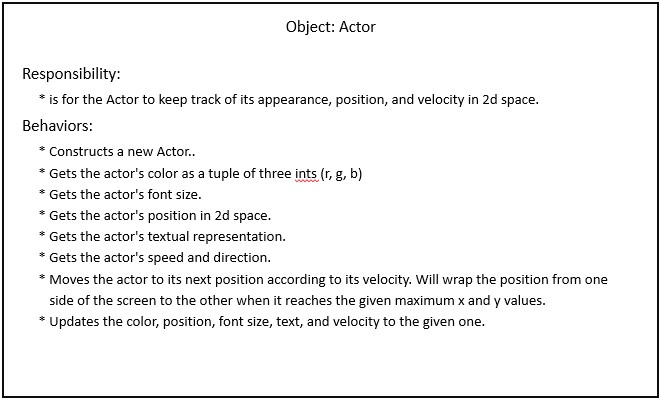 Object: Actor
Responsibility:
* is for the Actor to keep track of its appearance, position, and velocity in 2d space.
Behaviors:
* Constructs a new Actor..
* Gets the actor's color as a tuple of three ints (r, g, b)
* Gets the actor's font size.
* Gets the actor's position in 2d space.
* Gets the actor's textual representation.
* Gets the actor's speed and direction.
* Moves the actor to its next position according to its velocity. Will wrap the position from one
side of the screen to the other when it reaches the given maximum x and y values.
* Updates the color, position, font size, text, and velocity to the given one.